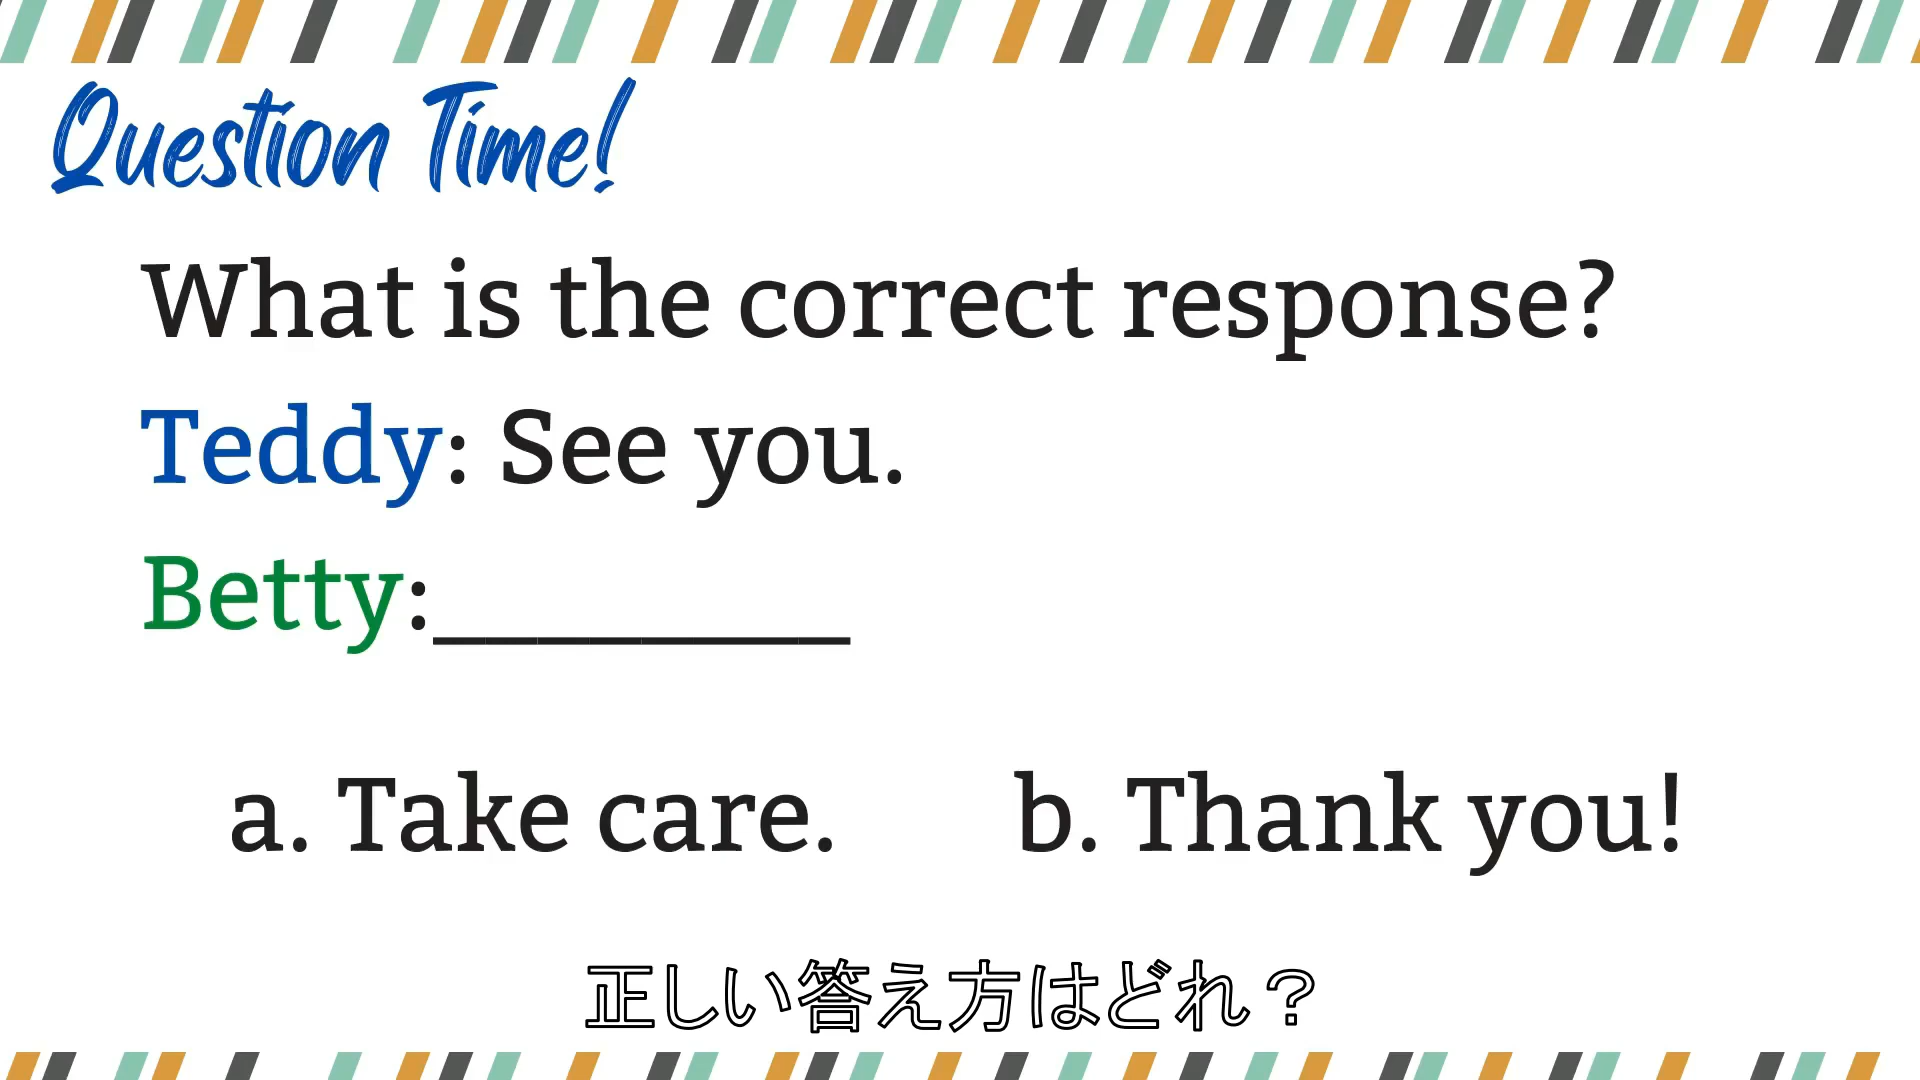 Question Time!
What is the correct response?
Teddy: See you.
Betty:________
a. Take care.
b. Thank you!
正しい答え方はどれ？